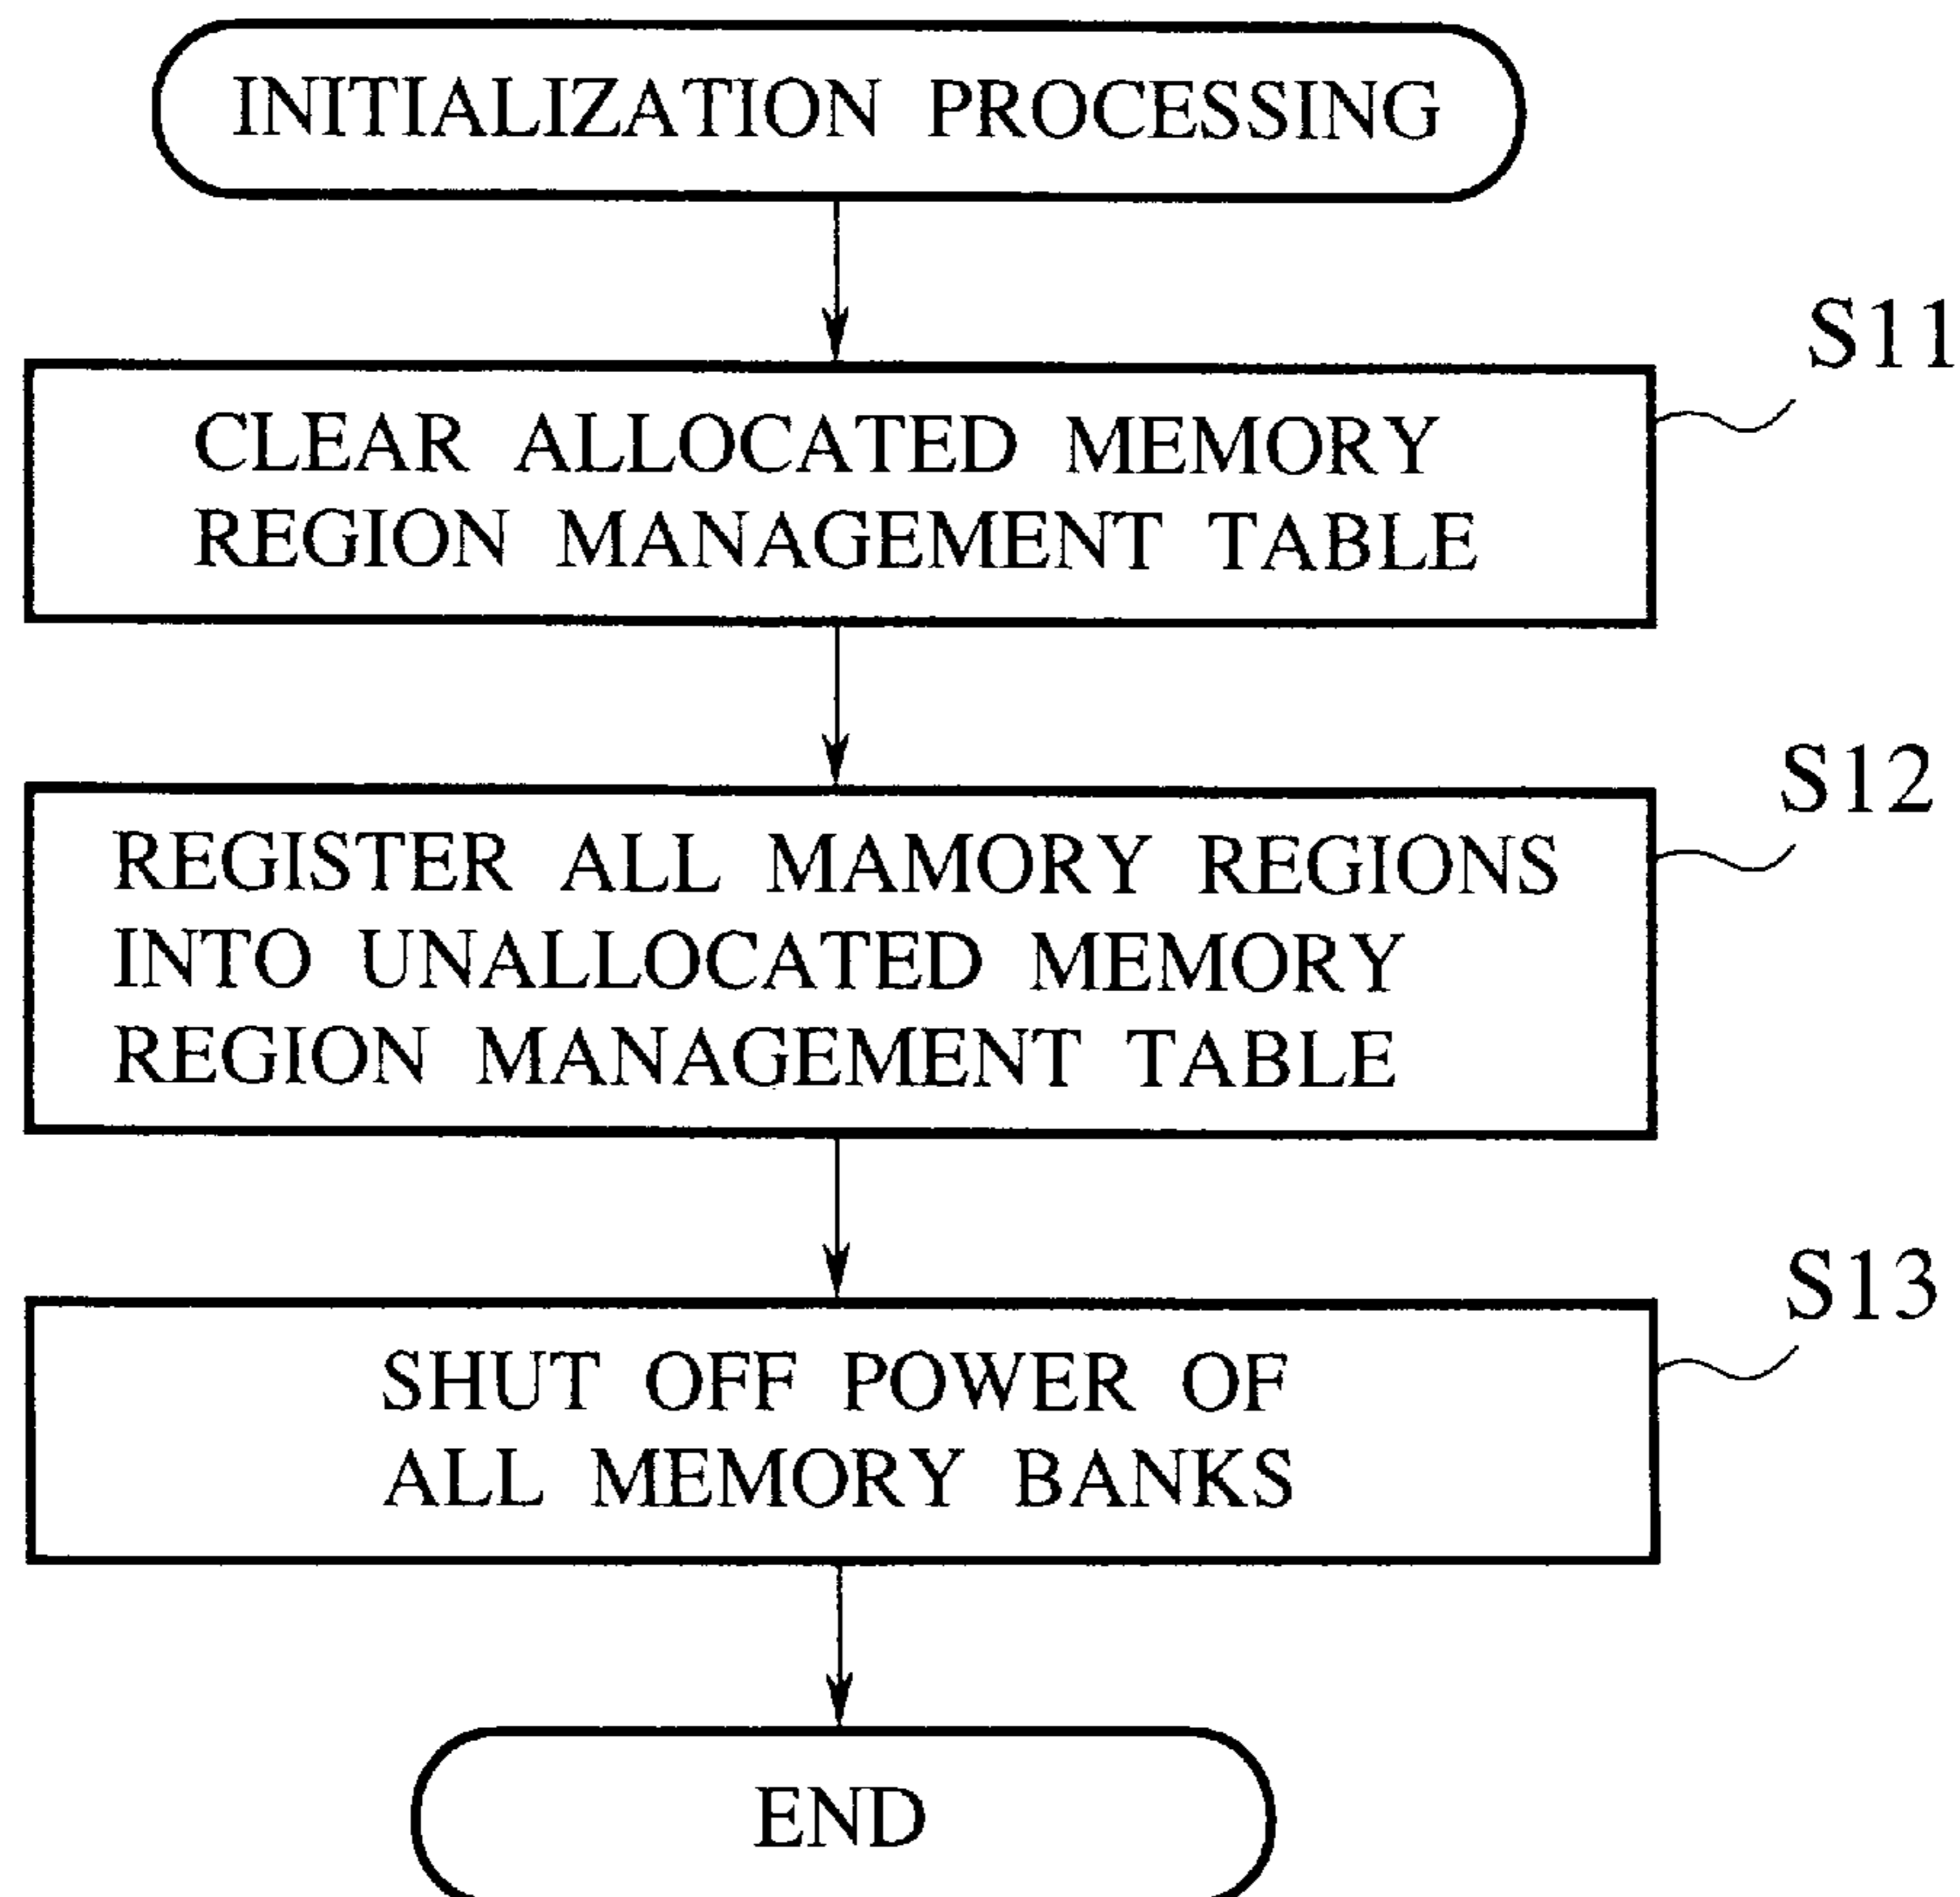 INITIALIZATION PROCESSING
S11
CLEAR ALLOCATED MEMORY
REGION MANAGEMENT TABLE
S12
REGISTER ALL MAMORY REGIONS
INTO UNALLOCATED MEMORY
REGION MANAGEMENT TABLE
S13
SHUT OFF POWER OF
ALL MEMORY BANKS
END